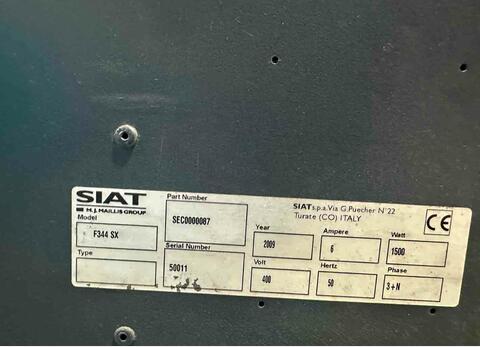 SIAT
M.J. MAILLIS GROUP
Model
F344 SX
Type
Part Number
SEC0000087
Serial Number
50011
SIAT s.p.a. Via G.Puecher N°22
Turate (CO) ITALY
CE
Year Ampere Watt
2009 6 1500
Volt Hertz Phase
400 50 3+N